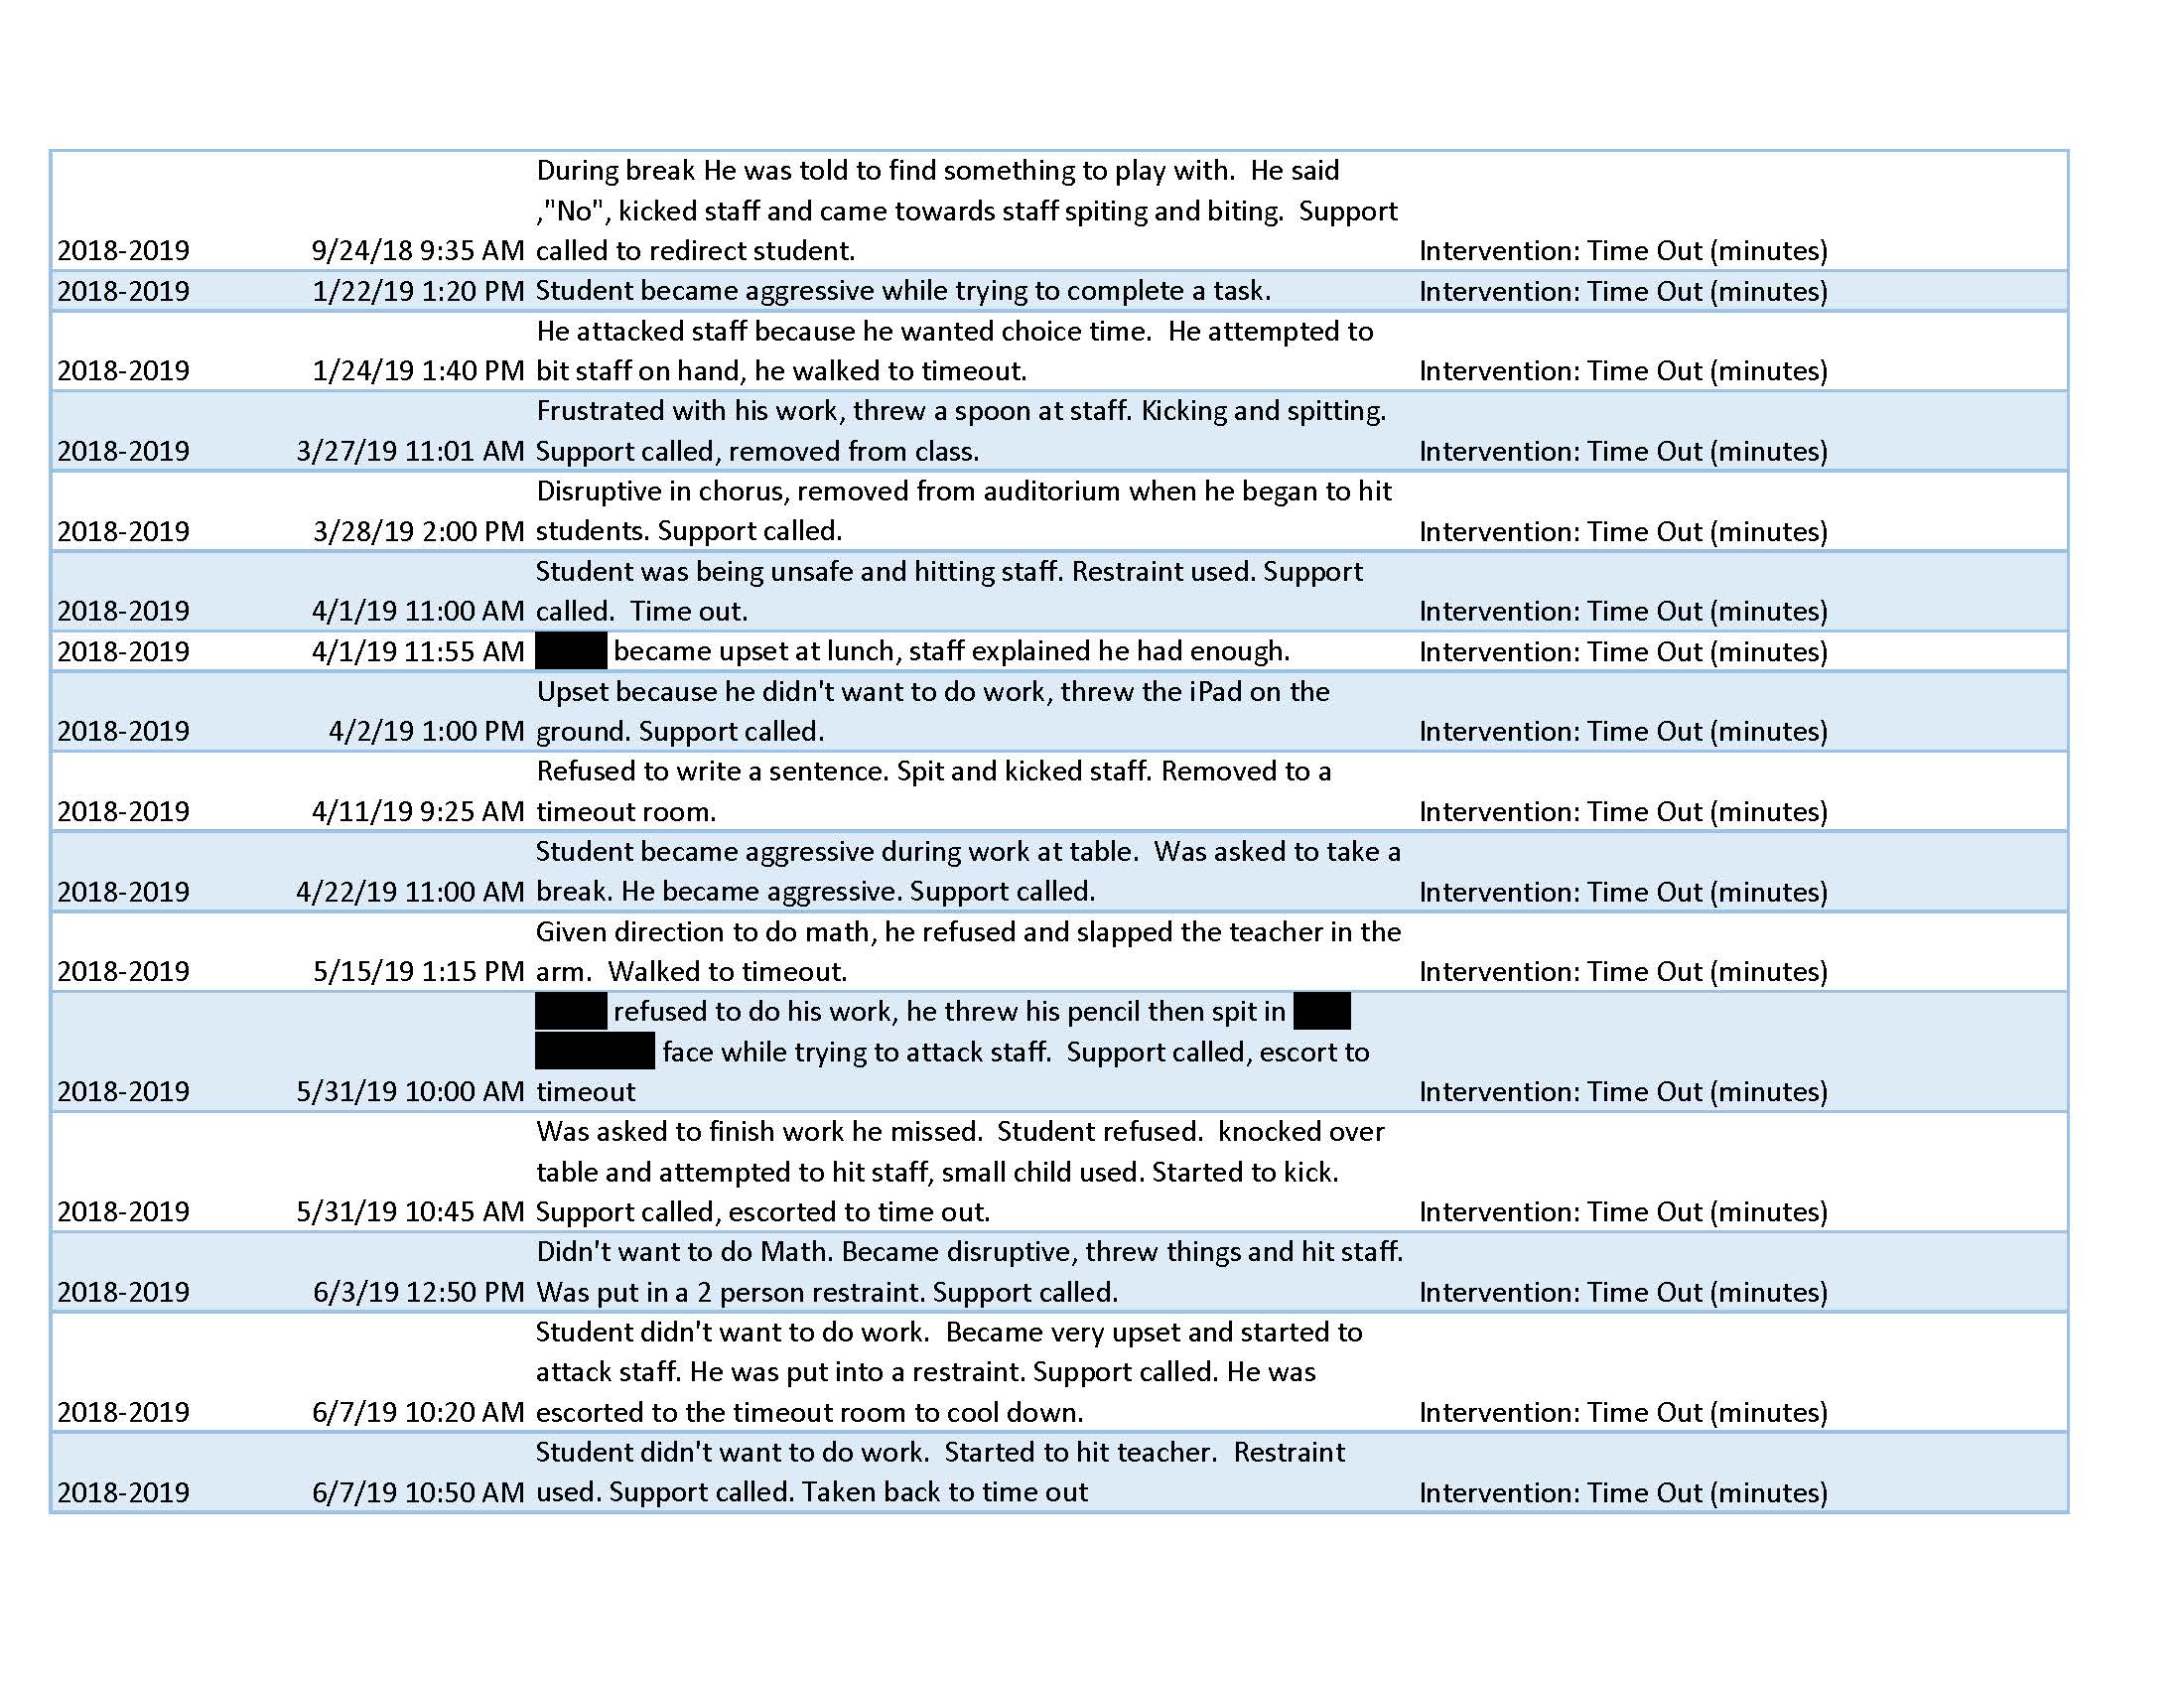 During break He was told to find something to play with.  He said
,"No", kicked staff and came towards staff spiting and biting.  Support
2018-2019 9/24/18 9:35 AM called to redirect student. Intervention: Time Out (minutes)
2018-2019 1/22/19 1:20 PM Student became aggressive while trying to complete a task. Intervention: Time Out (minutes)
He attacked staff because he wanted choice time.  He attempted to
2018-2019 1/24/19 1:40 PM bit staff on hand, he walked to timeout. Intervention: Time Out (minutes)
Frustrated with his work, threw a spoon at staff. Kicking and spitting.
2018-2019 3/27/19 11:01 AM Support called, removed from class. Intervention: Time Out (minutes)
Disruptive in chorus, removed from auditorium when he began to hit
2018-2019 3/28/19 2:00 PM students. Support called. Intervention: Time Out (minutes)
Student was being unsafe and hitting staff. Restraint used. Support
2018-2019 4/1/19 11:00 AM called.  Time out. Intervention: Time Out (minutes)
2018-2019 4/1/19 11:55 AM became upset at lunch, staff explained he had enough. Intervention: Time Out (minutes)
Upset because he didn't want to do work, threw the iPad on the
2018-2019 4/2/19 1:00 PM ground. Support called. Intervention: Time Out (minutes)
Refused to write a sentence. Spit and kicked staff. Removed to a
2018-2019 4/11/19 9:25 AM timeout room. Intervention: Time Out (minutes)
Student became aggressive during work at table.  Was asked to take a
2018-2019 4/22/19 11:00 AM break. He became aggressive. Support called. Intervention: Time Out (minutes)
Given direction to do math, he refused and slapped the teacher in the
2018-2019 5/15/19 1:15 PM arm.  Walked to timeout. Intervention: Time Out (minutes)
refused to do his work, he threw his pencil then spit in
face while trying to attack staff.  Support called, escort to
2018-2019 5/31/19 10:00 AM timeout Intervention: Time Out (minutes)
Was asked to finish work he missed.  Student refused.  knocked over
table and attempted to hit staff, small child used. Started to kick.
2018-2019 5/31/19 10:45 AM Support called, escorted to time out. Intervention: Time Out (minutes)
Didn't want to do Math. Became disruptive, threw things and hit staff.
2018-2019 6/3/19 12:50 PM Was put in a 2 person restraint. Support called. Intervention: Time Out (minutes)
Student didn't want to do work.  Became very upset and started to
attack staff. He was put into a restraint. Support called. He was
2018-2019 6/7/19 10:20 AM escorted to the timeout room to cool down. Intervention: Time Out (minutes)
Student didn't want to do work.  Started to hit teacher.  Restraint
2018-2019 6/7/19 10:50 AM used. Support called. Taken back to time out Intervention: Time Out (minutes)